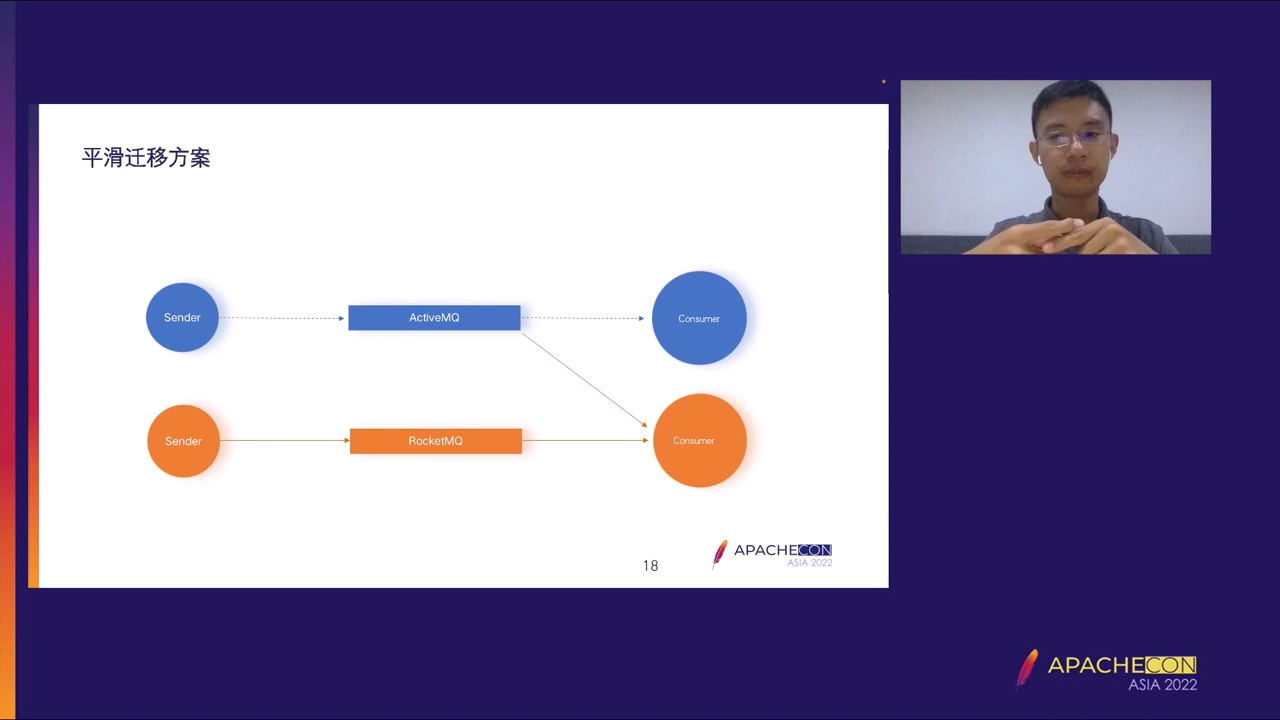 平滑迁移方案
Sender
ActiveMQ
Consumer
Sender
RocketMQ
Consumer
18
APACHECON
ASIA 2022
APACHECON
ASIA 2022